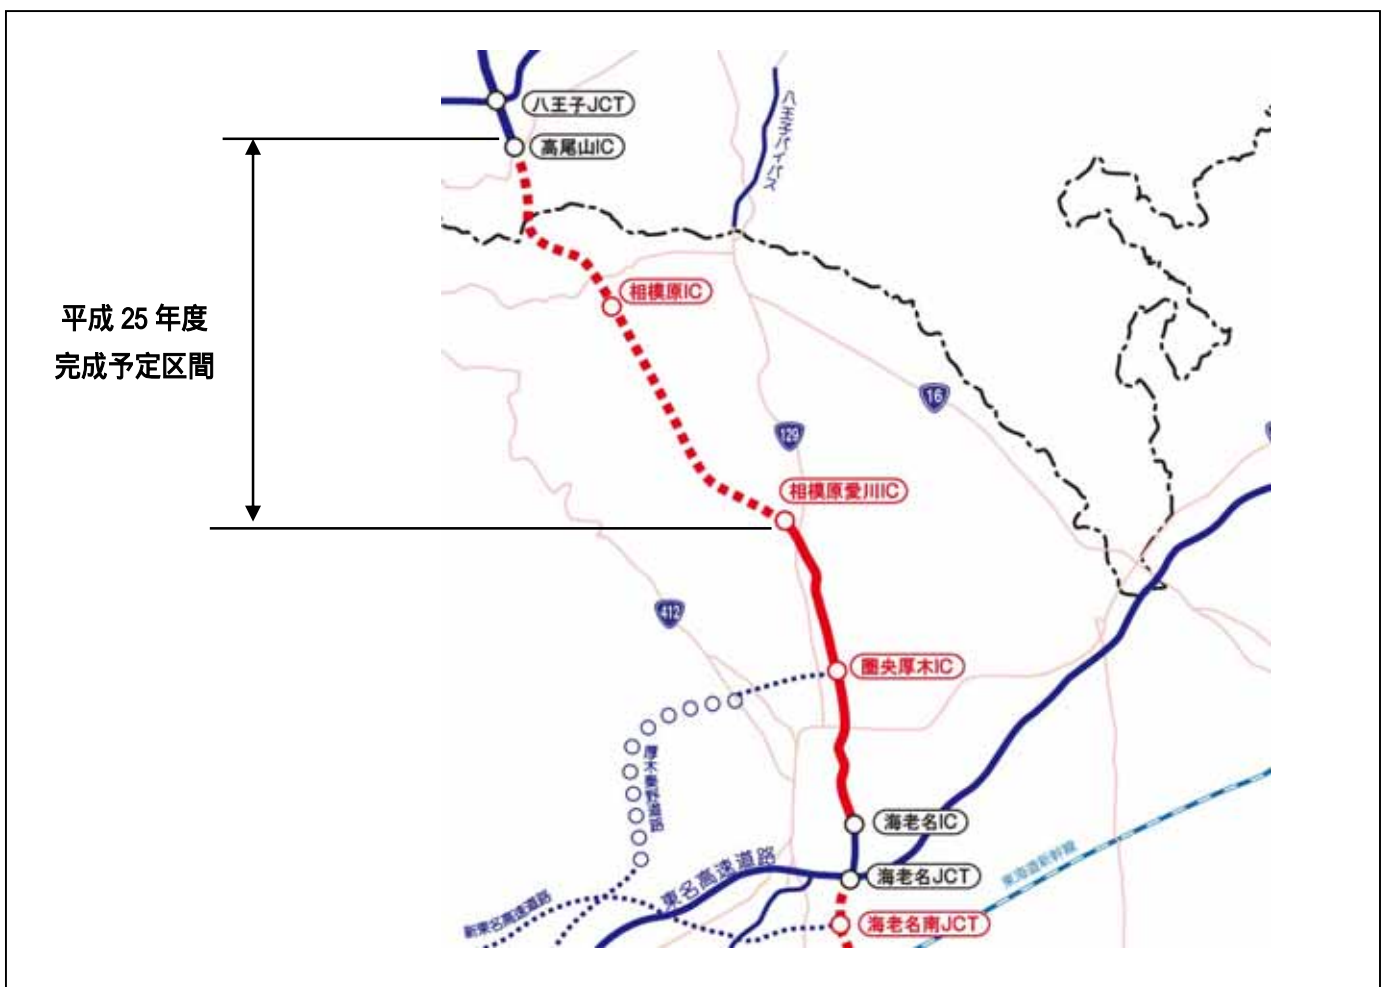 八王子JCT
高尾山IC
八王子バイパス
相模原IC
平成 25 年度
完成予定区間
16
129
相模原愛川IC
412
圏央厚木IC
厚木秦野道路
海老名IC
東名高速道路
海老名JCT
東海道新幹線
新東名高速道路
海老名南JCT